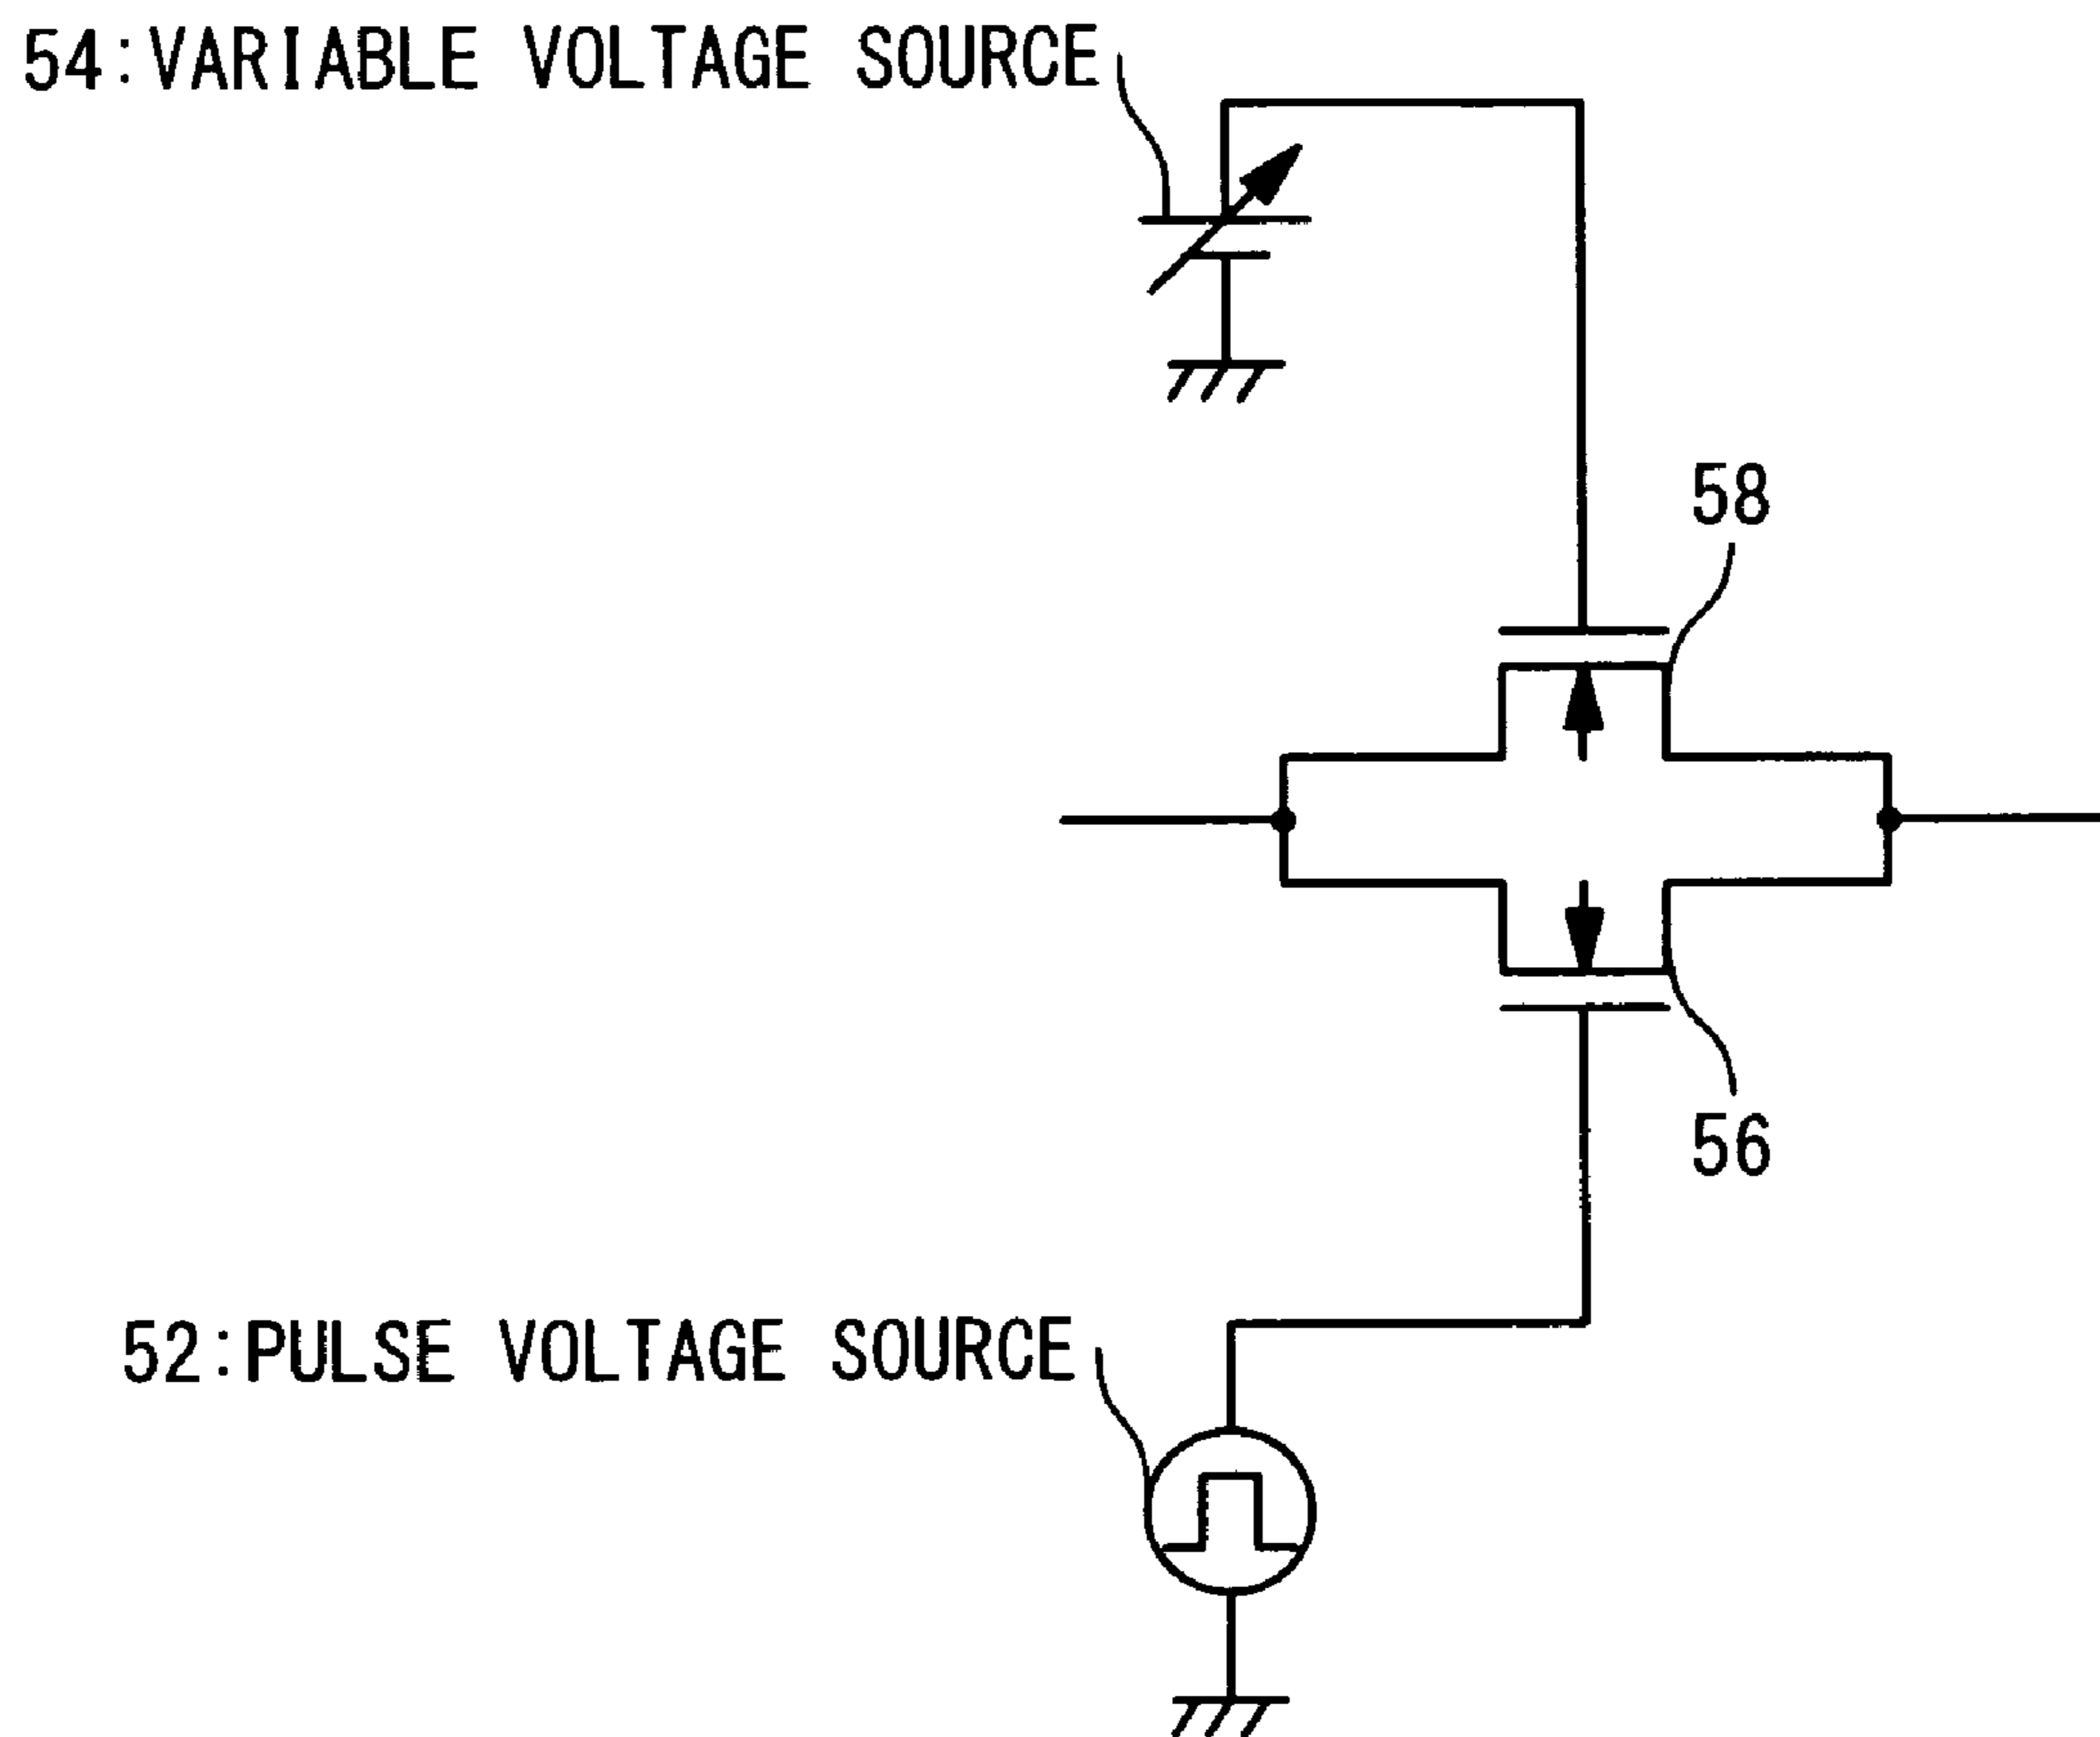 54:VARIABLE VOLTAGE SOURCE
58
56
52:PULSE VOLTAGE SOURCE